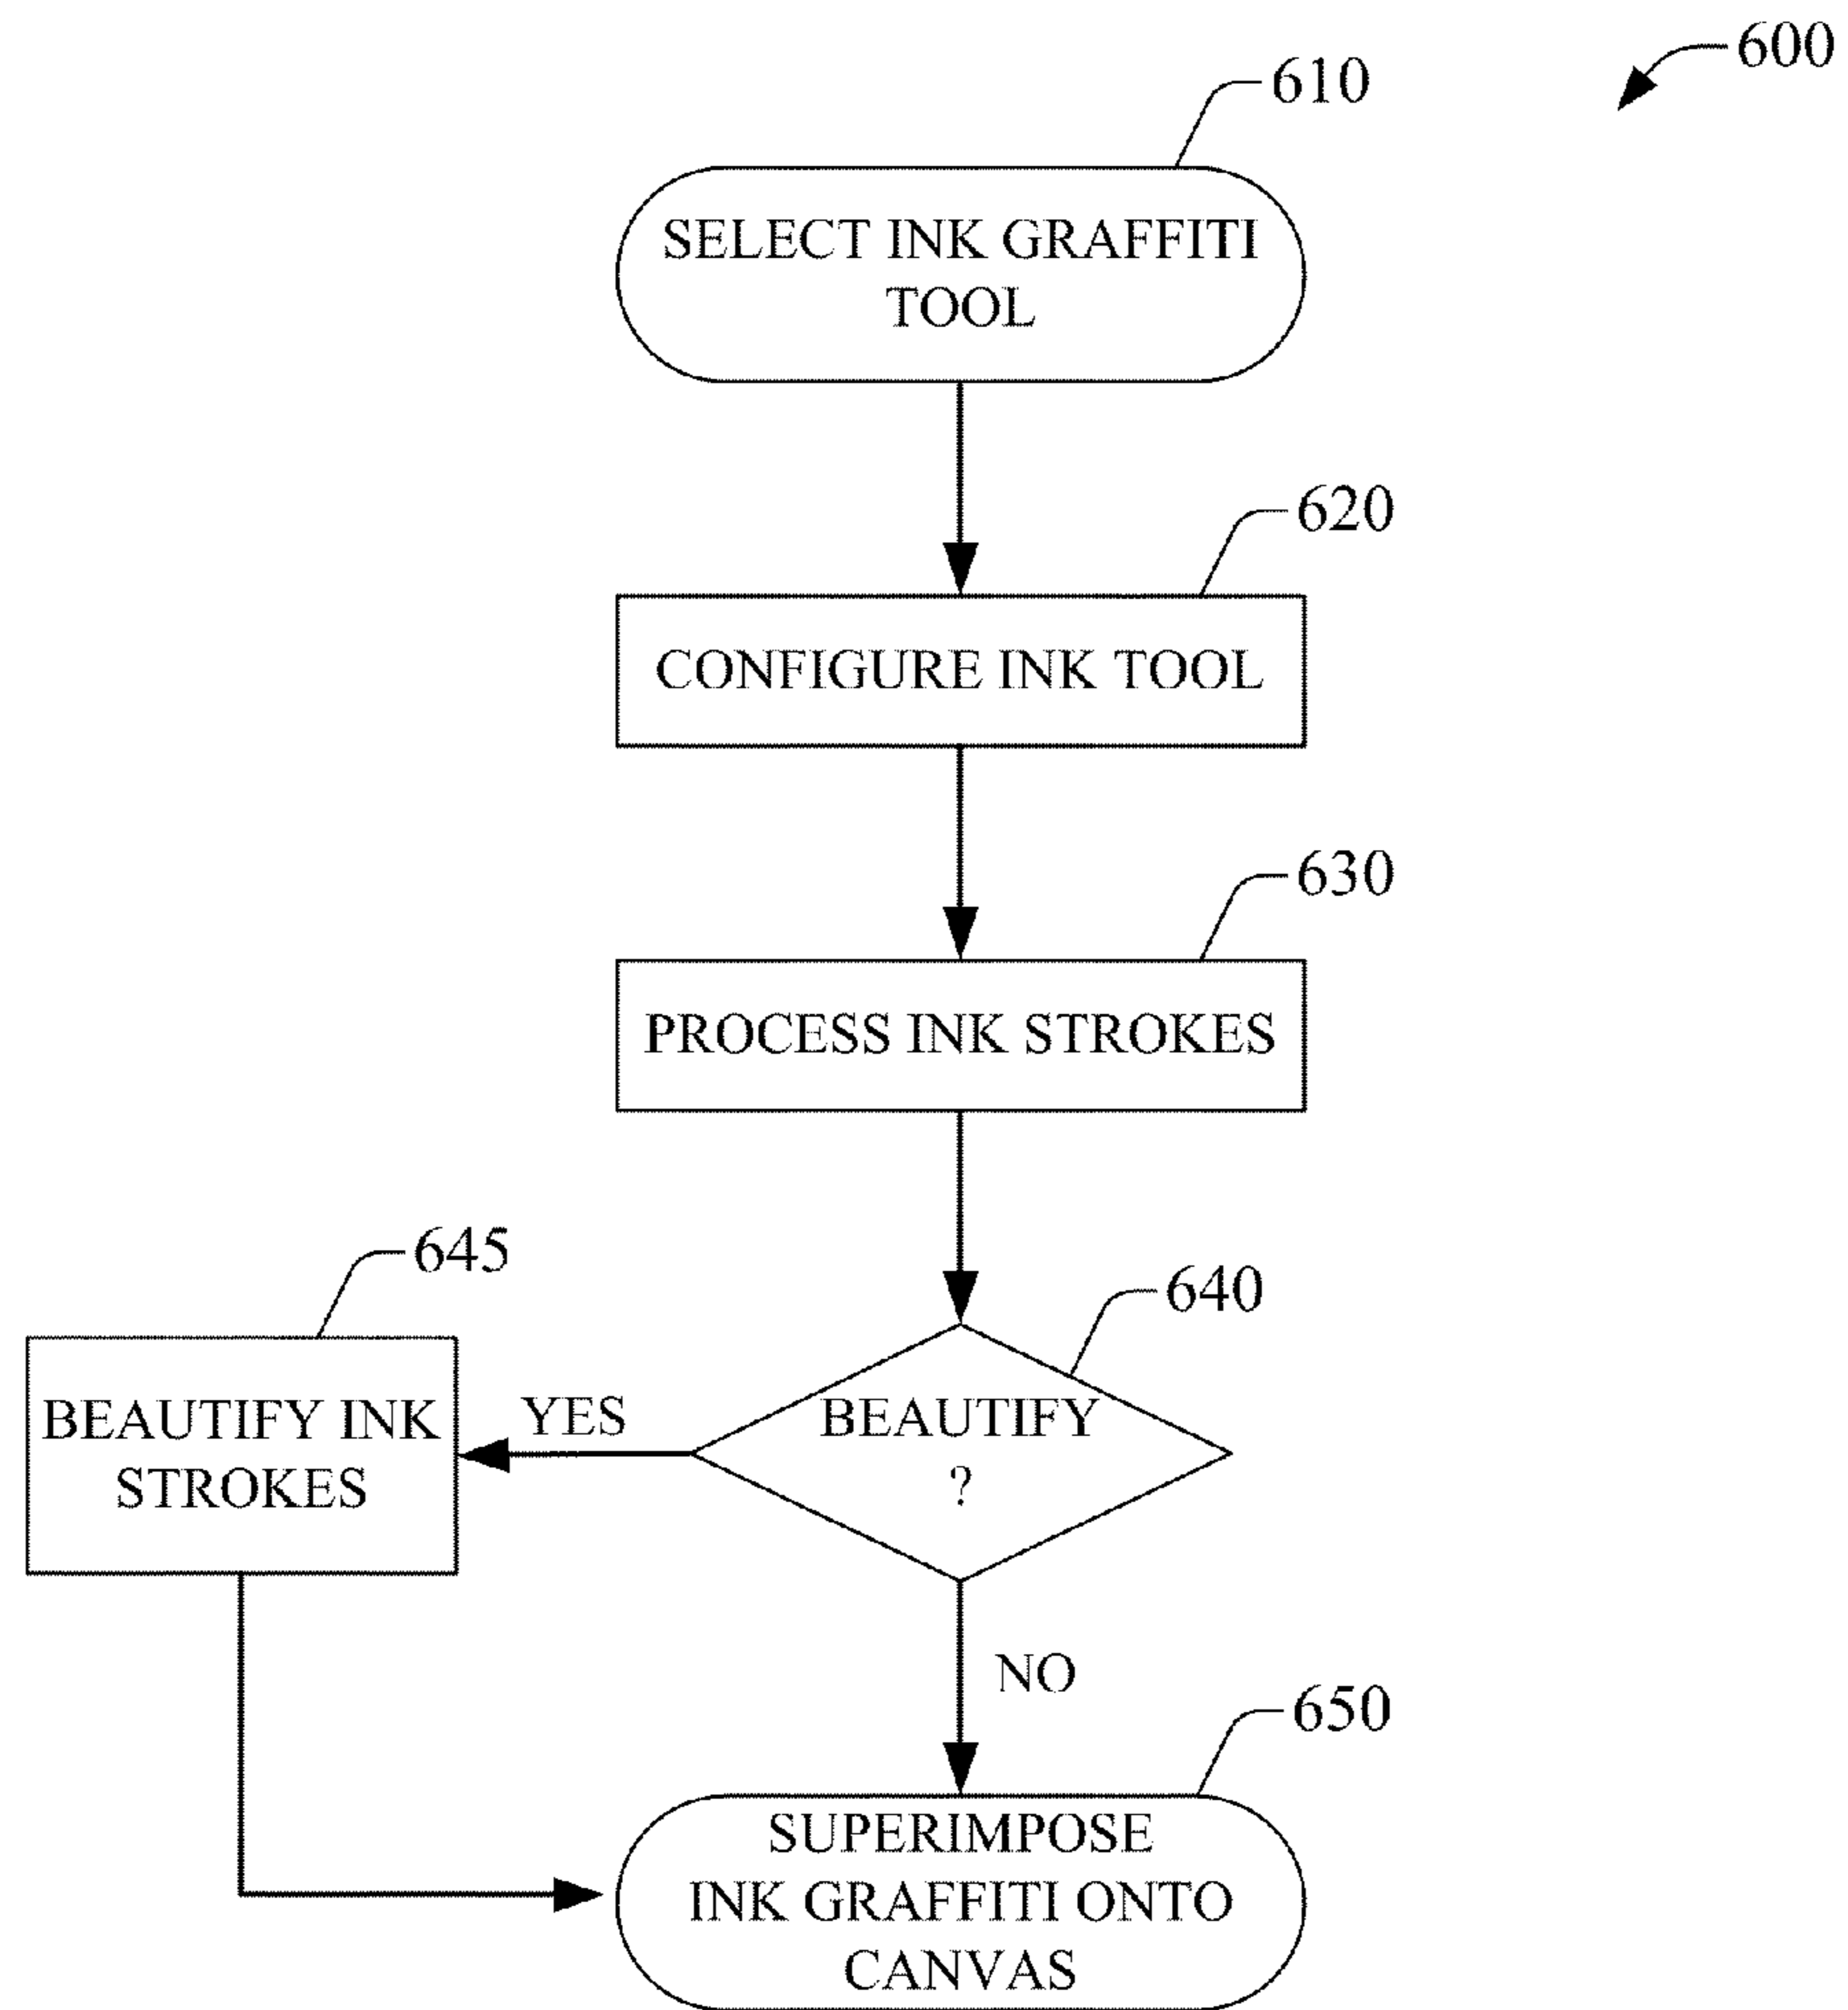 600
610
SELECT INK GRAFFITI
TOOL
620
CONFIGURE INK TOOL
630
PROCESS INK STROKES
645
640
BEAUTIFY INK
STROKES
YES
BEAUTIFY
?
NO
650
SUPERIMPOSE
INK GRAFFITI ONTO
CANVAS